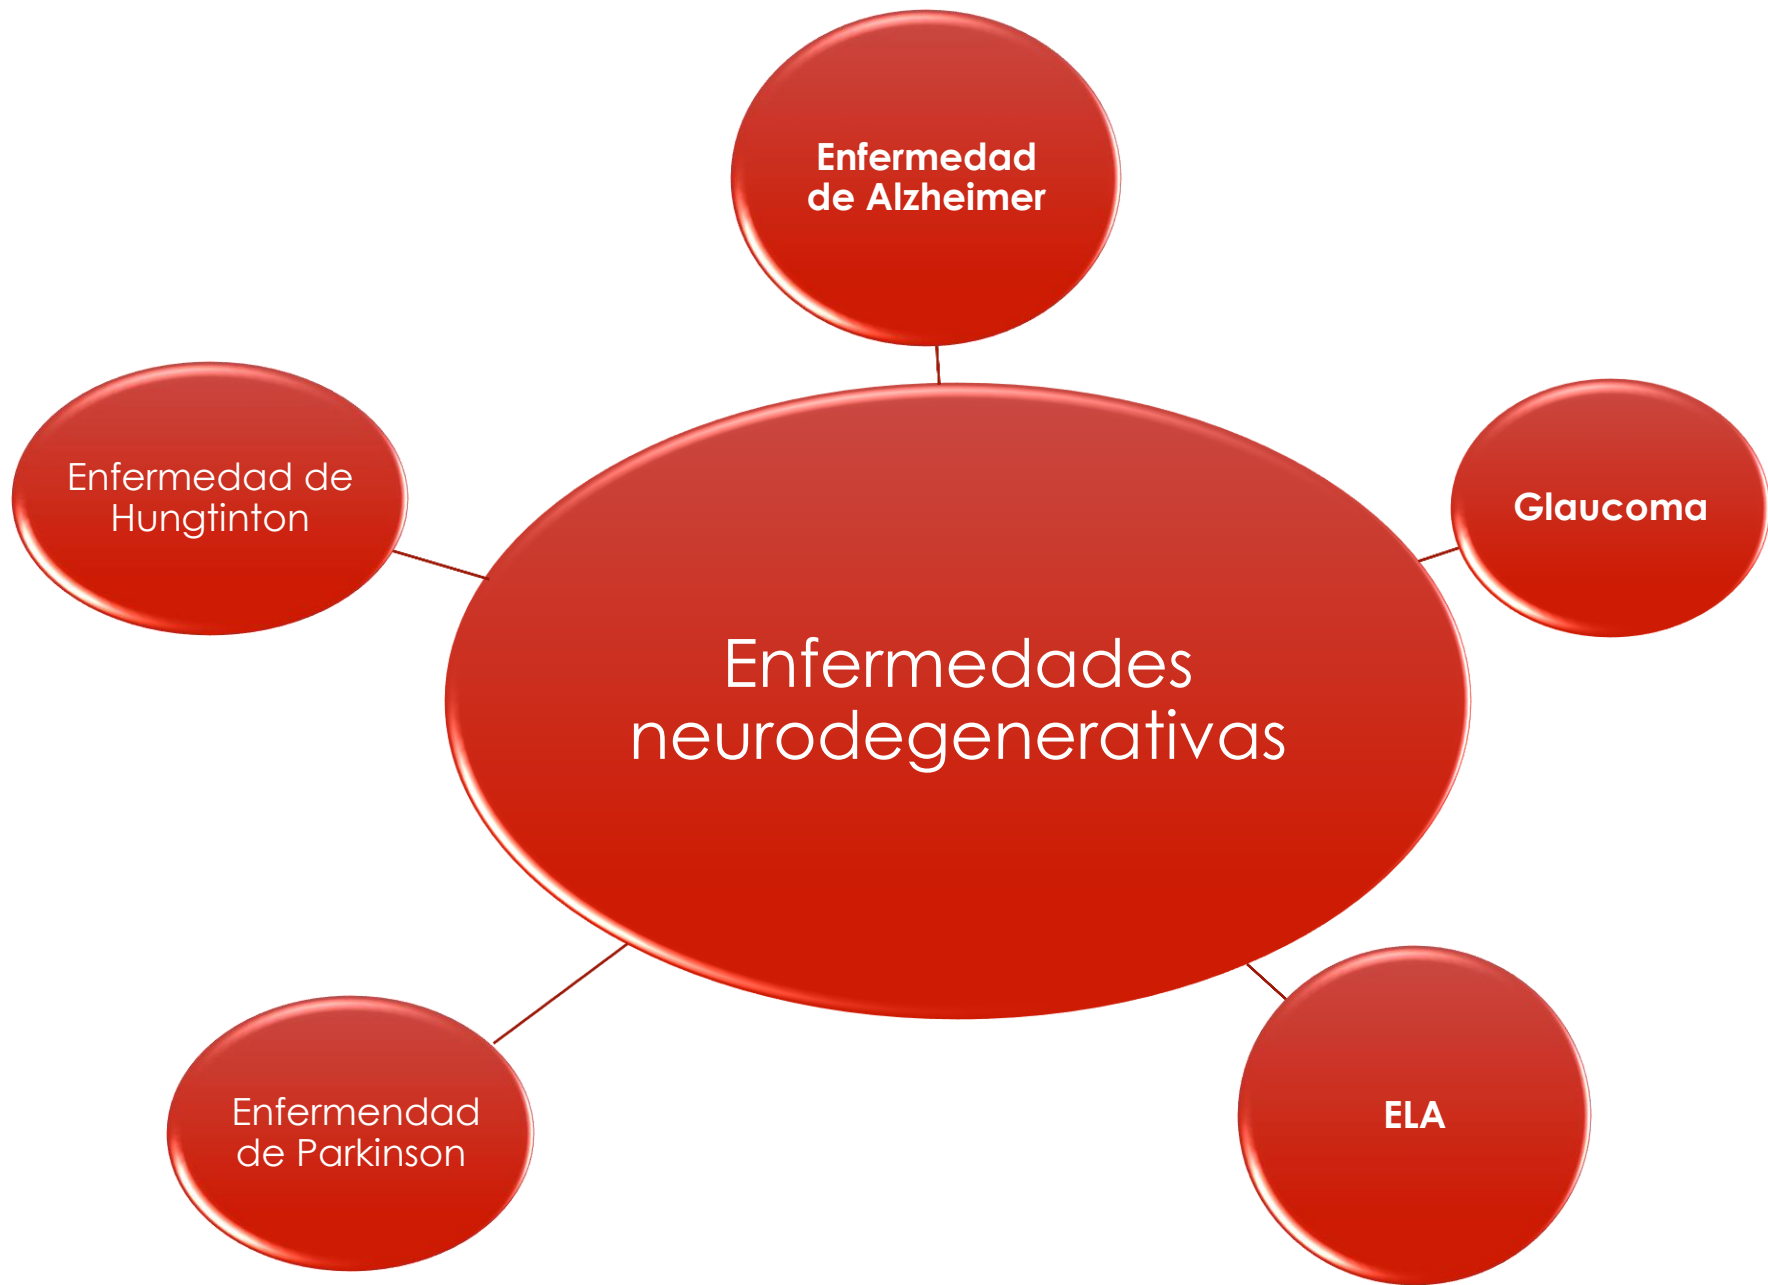 Enfermedad
de Alzheimer
Enfermedad de
Hungtinton
Glaucoma
Enfermedades
neurodegenerativas
Enfermendad
de Parkinson
ELA